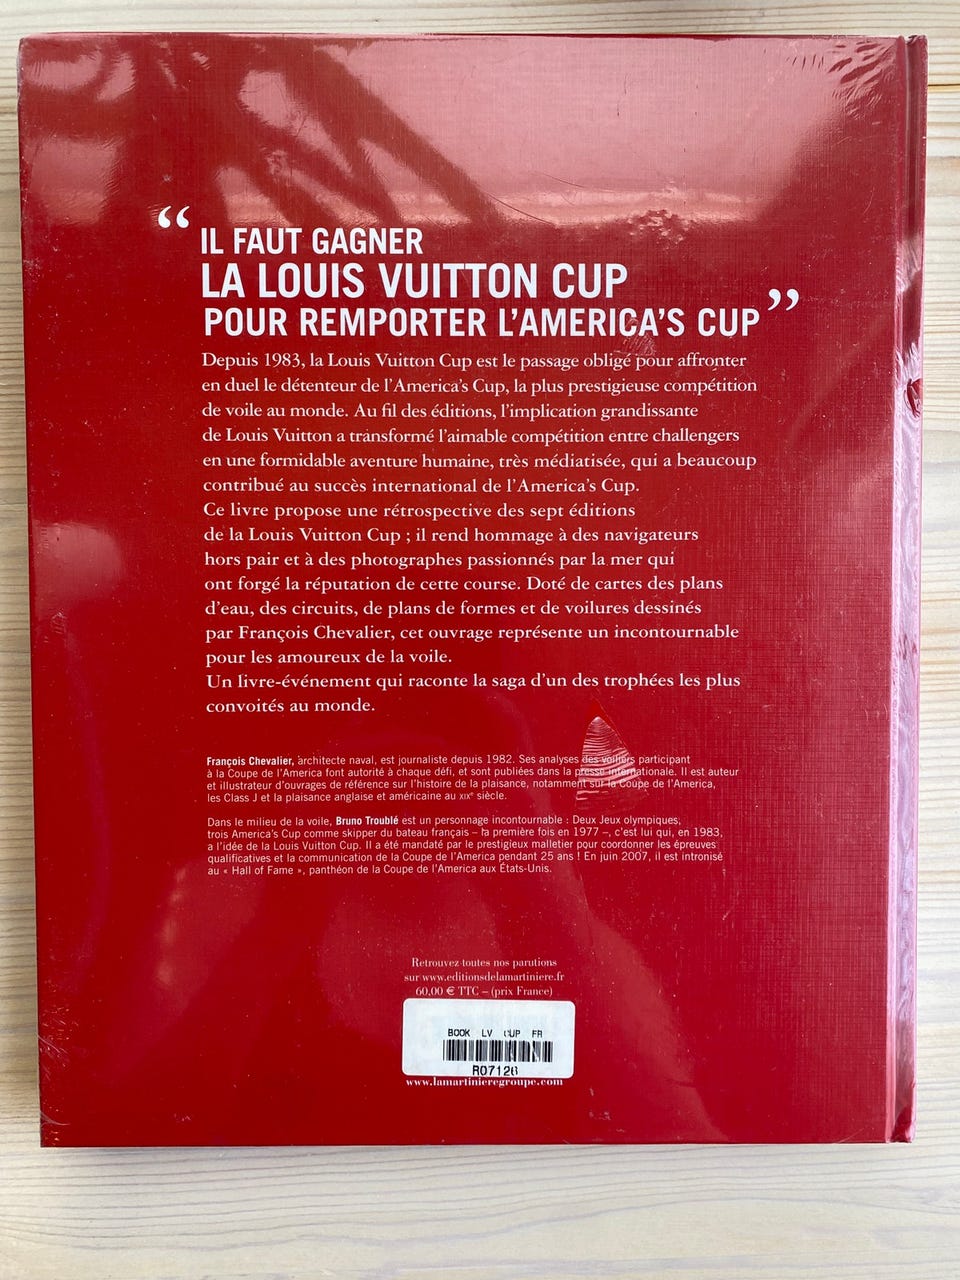 “ IL FAUT GAGNER
LA LOUIS VUITTON CUP
POUR REMPORTER L’AMERICA’S CUP ”
Depuis 1983, la Louis Vuitton Cup est le passage obligé pour affronter
en duel le détenteur de l’America’s Cup, la plus prestigieuse compétition
de voile au monde. Au fil des éditions, l’implication grandissante
de Louis Vuitton a transformé l’aimable compétition entre challengers
en une formidable aventure humaine, très médiatisée, qui a beaucoup
contribué au succès international de l’America’s Cup.
Ce livre propose une rétrospective des sept éditions
de la Louis Vuitton Cup ; il rend hommage à des navigateurs
hors pair et à des photographes passionnés par la mer qui
ont forgé la réputation de cette course. Doté de cartes des plans
d’eau, des circuits, de plans de formes et de voilures dessinés
par François Chevalier, cet ouvrage représente un incontournable
pour les amoureux de la voile.
Un livre-événement qui raconte la saga d’un des trophées les plus
convoités au monde.
François Chevalier, architecte naval, est journaliste depuis 1982. Ses analyses des voiliers participant
à la Coupe de l’America font autorité à chaque défi, et sont publiées dans la presse internationale. Il est auteur
et illustrateur d’ouvrages de référence sur l’histoire de la plaisance, notamment sur la Coupe de l’America,
les Class J et la plaisance anglaise et américaine au XIXe siècle.
Dans le milieu de la voile, Bruno Troublé est un personnage incontournable : Deux Jeux olympiques,
trois America’s Cup comme skipper du bateau français – la première fois en 1977 –, c’est lui qui, en 1983,
a l’idée de la Louis Vuitton Cup. Il a été mandaté par le prestigieux malletier pour coordonner les épreuves
qualificatives et la communication de la Coupe de l’America pendant 25 ans ! En juin 2007, il est intronisé
au « Hall of Fame », panthéon de la Coupe de l’America aux États-Unis.
Retrouvez toutes nos parutions
sur www.editionsdelamartiniere.fr
60,00 € TTC – (prix France)
BOOK LV CUP FR
R07126
www.lamartinieregroupe.com